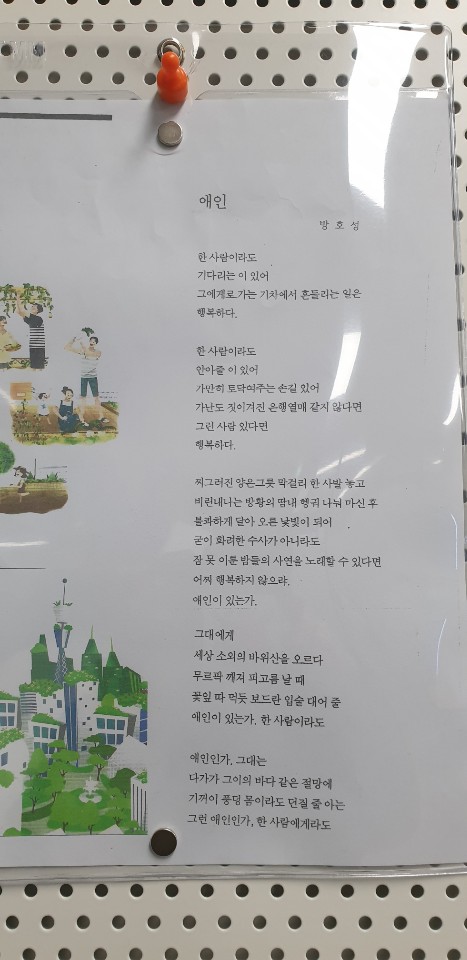 애인
방 호 성
한 사람이라도
기다리는 이 있어
그에게로 가는 기차에서 흔들리는 일은
행복하다.
한 사람이라도
안아줄 이 있어
가만히 토닥여주는 손길 있어
가난도 짓이겨진 은행열매 같지 않다면
그런 사람 있다면
행복하다.
찌그러진 양은그릇 막걸리 한 사발 놓고
비린내나는 방황의 땀내 헹궈 나눠 마신 후
불콰하게 달아 오른 낯빛이 되어
굳이 화려한 수사가 아니라도
잠 못 이룬 밤들의 사연을 노래할 수 있다면
어찌 행복하지 않으랴.
애인이 있는가.
그대에게
세상 소외의 바위산을 오르다
무르팍 깨져 피고름 날 때
꽃잎 따 먹듯 보드란 입술 대어 줄
애인이 있는가. 한 사람이라도
애인인가. 그대는
다가가 그이의 바다 같은 절망에
기꺼이 풍덩 몸이라도 던질 줄 아는
그런 애인인가, 한 사람에게라도